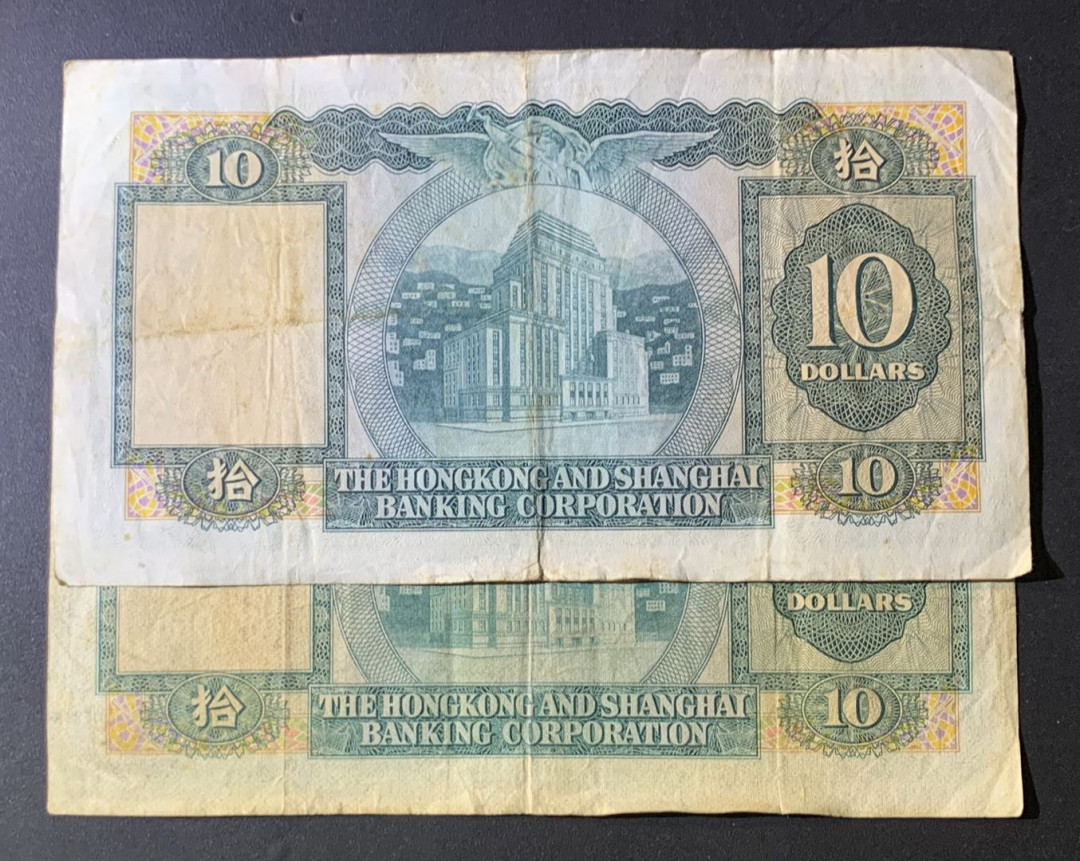 10
拾
10
DOLLARS
拾
THE HONGKONG AND SHANGHAI
BANKING CORPORATION
10
DOLLARS
拾
THE HONGKONG AND SHANGHAI
BANKING CORPORATION
10